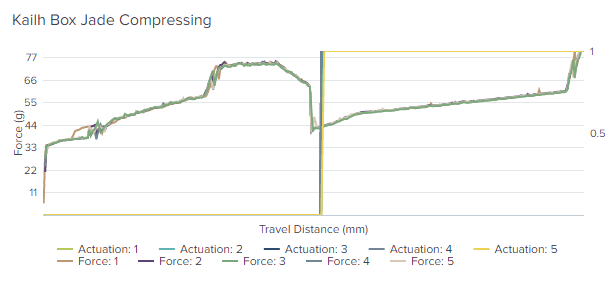 Kailh Box Jade Compressing
77
66
55
44
33
22
11
Force (g)
1
0.5
Travel Distance (mm)
Actuation: 1 Actuation: 2 Actuation: 3 Actuation: 4 Actuation: 5
Force: 1 Force: 2 Force: 3 Force: 4 Force: 5